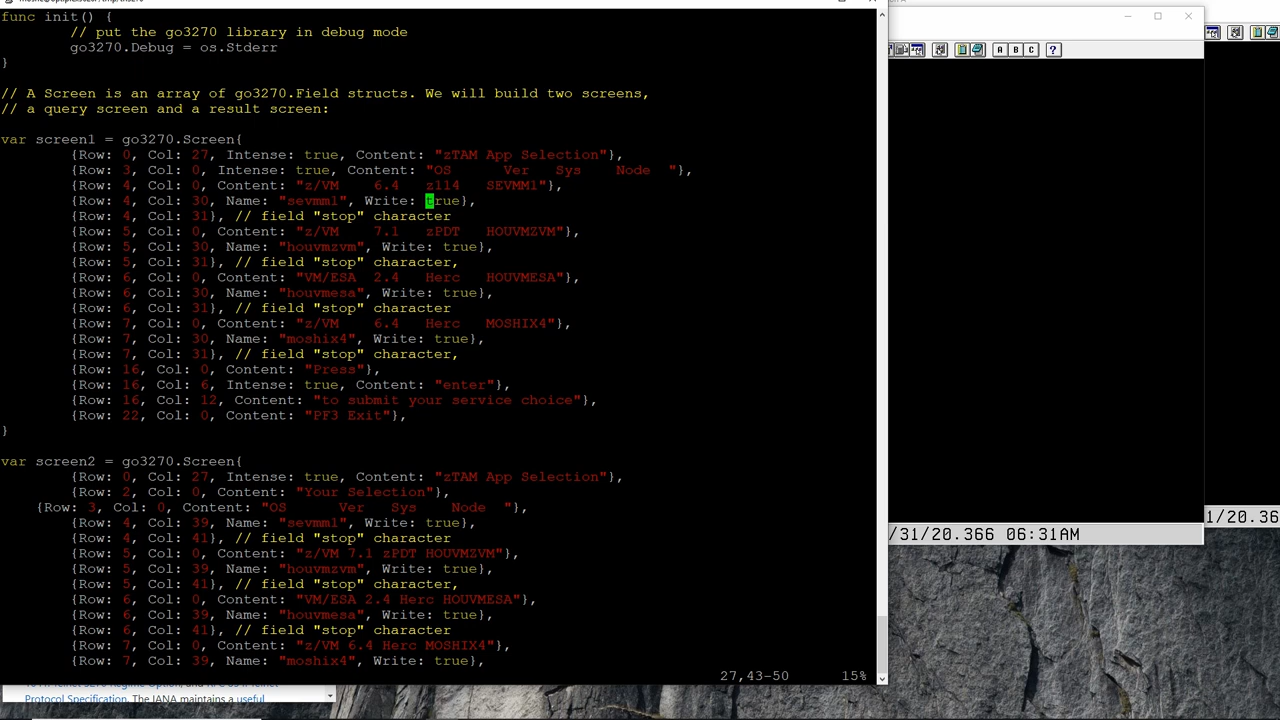 func init() {
// put the go3270 library in debug mode
go3270.Debug = os.Stderr
}
// A Screen is an array of go3270.Field structs. We will build two screens,
// a query screen and a result screen:
var screen1 = go3270.Screen{
{Row: 0, Col: 27, Intense: true, Content: "zTAM App Selection"},
{Row: 3, Col: 0, Intense: true, Content: "OS      Ver   Sys    Node  "},
{Row: 4, Col: 0, Content: "z/VM    6.4   z114   SEVMM1"},
{Row: 4, Col: 30, Name: "sevmm1", Write: true},
{Row: 4, Col: 31}, // field "stop" character
{Row: 5, Col: 0, Content: "z/VM    7.1   zPDT   HOUVMZVM"},
{Row: 5, Col: 30, Name: "houvmzvm", Write: true},
{Row: 5, Col: 31}, // field "stop" character,
{Row: 6, Col: 0, Content: "VM/ESA  2.4   Herc   HOUVMESA"},
{Row: 6, Col: 30, Name: "houvmesa", Write: true},
{Row: 6, Col: 31}, // field "stop" character
{Row: 7, Col: 0, Content: "z/VM    6.4   Herc   MOSHIX4"},
{Row: 7, Col: 30, Name: "moshix4", Write: true},
{Row: 7, Col: 31}, // field "stop" character,
{Row: 16, Col: 0, Content: "Press"},
{Row: 16, Col: 6, Intense: true, Content: "enter"},
{Row: 16, Col: 12, Content: "to submit your service choice"},
{Row: 22, Col: 0, Content: "PF3 Exit"},
}
var screen2 = go3270.Screen{
{Row: 0, Col: 27, Intense: true, Content: "zTAM App Selection"},
{Row: 2, Col: 0, Content: "Your Selection"},
{Row: 3, Col: 0, Content: "OS      Ver   Sys    Node  "},
{Row: 4, Col: 39, Name: "sevmm1", Write: true},
{Row: 4, Col: 41}, // field "stop" character
{Row: 5, Col: 0, Content: "z/VM 7.1 zPDT HOUVMZVM"},
{Row: 5, Col: 39, Name: "houvmzvm", Write: true},
{Row: 5, Col: 41}, // field "stop" character,
{Row: 6, Col: 0, Content: "VM/ESA 2.4 Herc HOUVMESA"},
{Row: 6, Col: 39, Name: "houvmesa", Write: true},
{Row: 6, Col: 41}, // field "stop" character
{Row: 7, Col: 0, Content: "z/VM 6.4 Herc MOSHIX4"},
{Row: 7, Col: 39, Name: "moshix4", Write: true},
27,43-50 15%
A B C ?
/31/20.366 06:31AM
1/20.36
Protocol Specification. The IANA maintains a useful